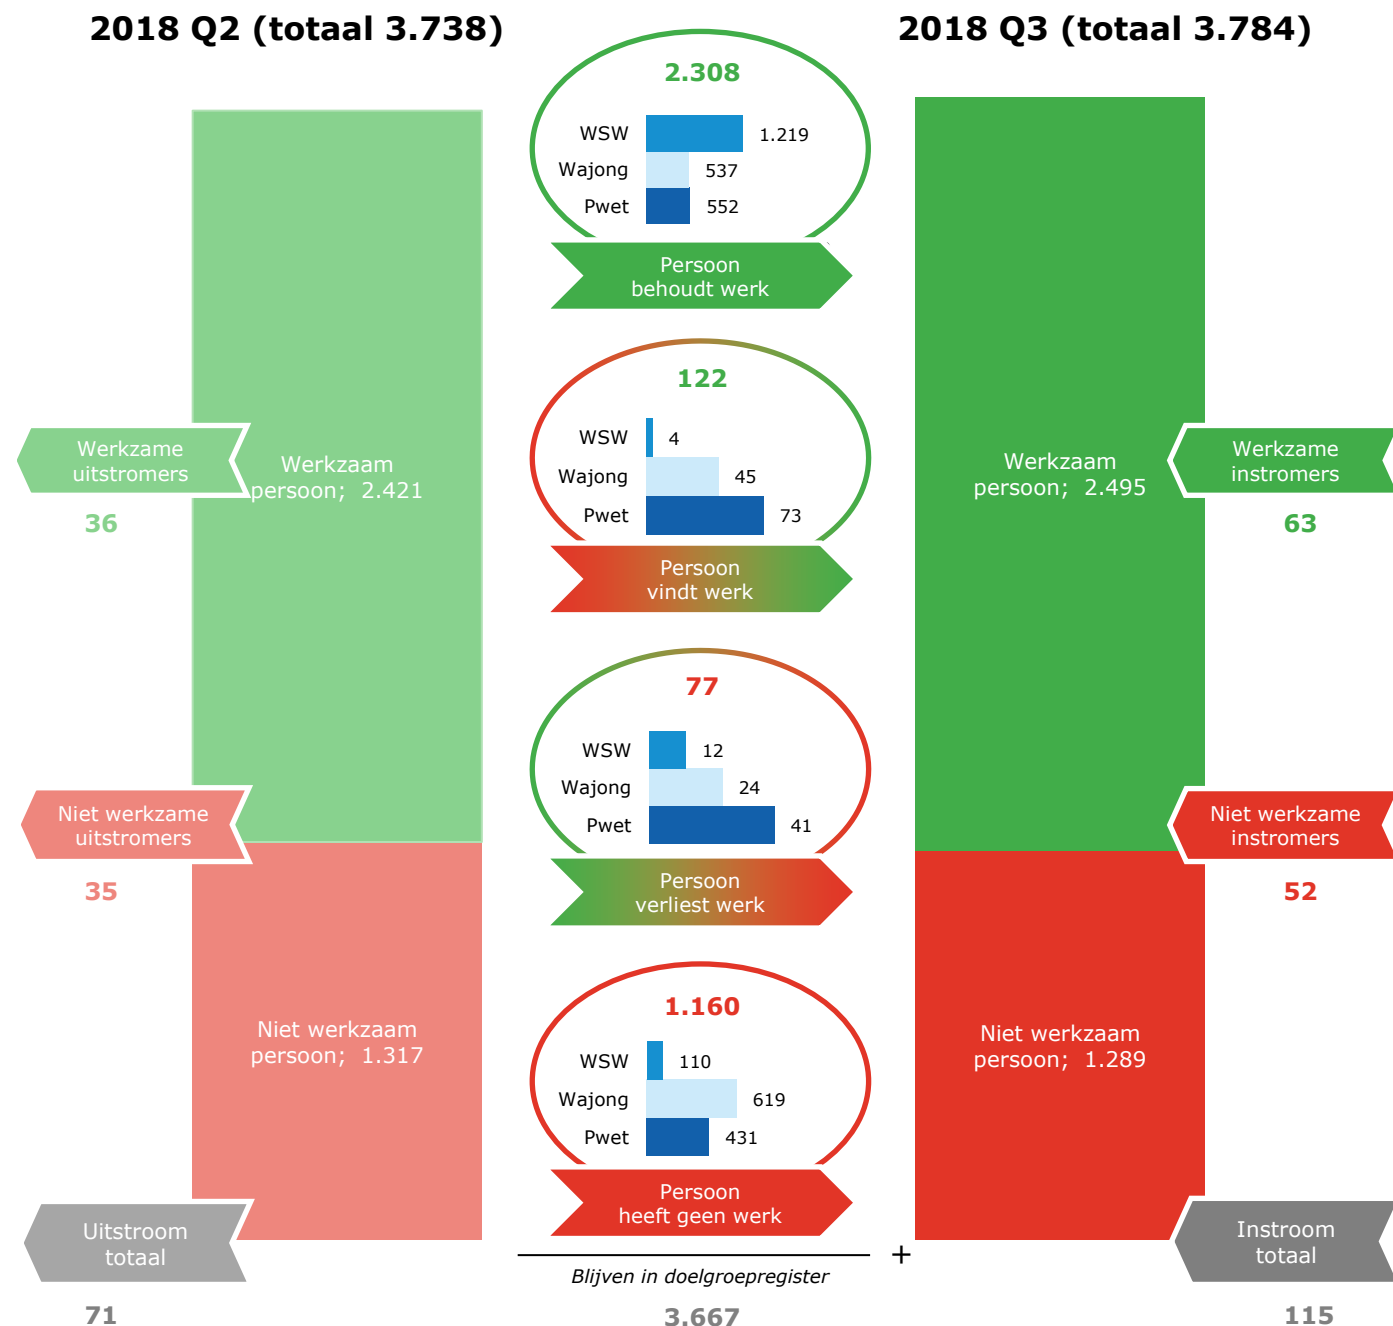 2018 Q2 (totaal 3.738)
2018 Q3 (totaal 3.784)
2.308
WSW 1.219
Wajong 537
Pwet 552
Persoon
behoudt werk
122
WSW 4
Wajong 45
Pwet 73
Persoon
vindt werk
77
WSW 12
Wajong 24
Pwet 41
Persoon
verliest werk
1.160
WSW 110
Wajong 619
Pwet 431
Persoon
heeft geen werk
Werkzame
uitstromers
36
Werkzaam
persoon; 2.421
Niet werkzame
uitstromers
35
Niet werkzaam
persoon; 1.317
Uitstroom
totaal
71
Werkzaam
persoon; 2.495
Werkzame
instromers
63
Niet werkzame
instromers
52
Niet werkzaam
persoon; 1.289
Instroom
totaal
115
+
Blijven in doelgroepregister
3.667